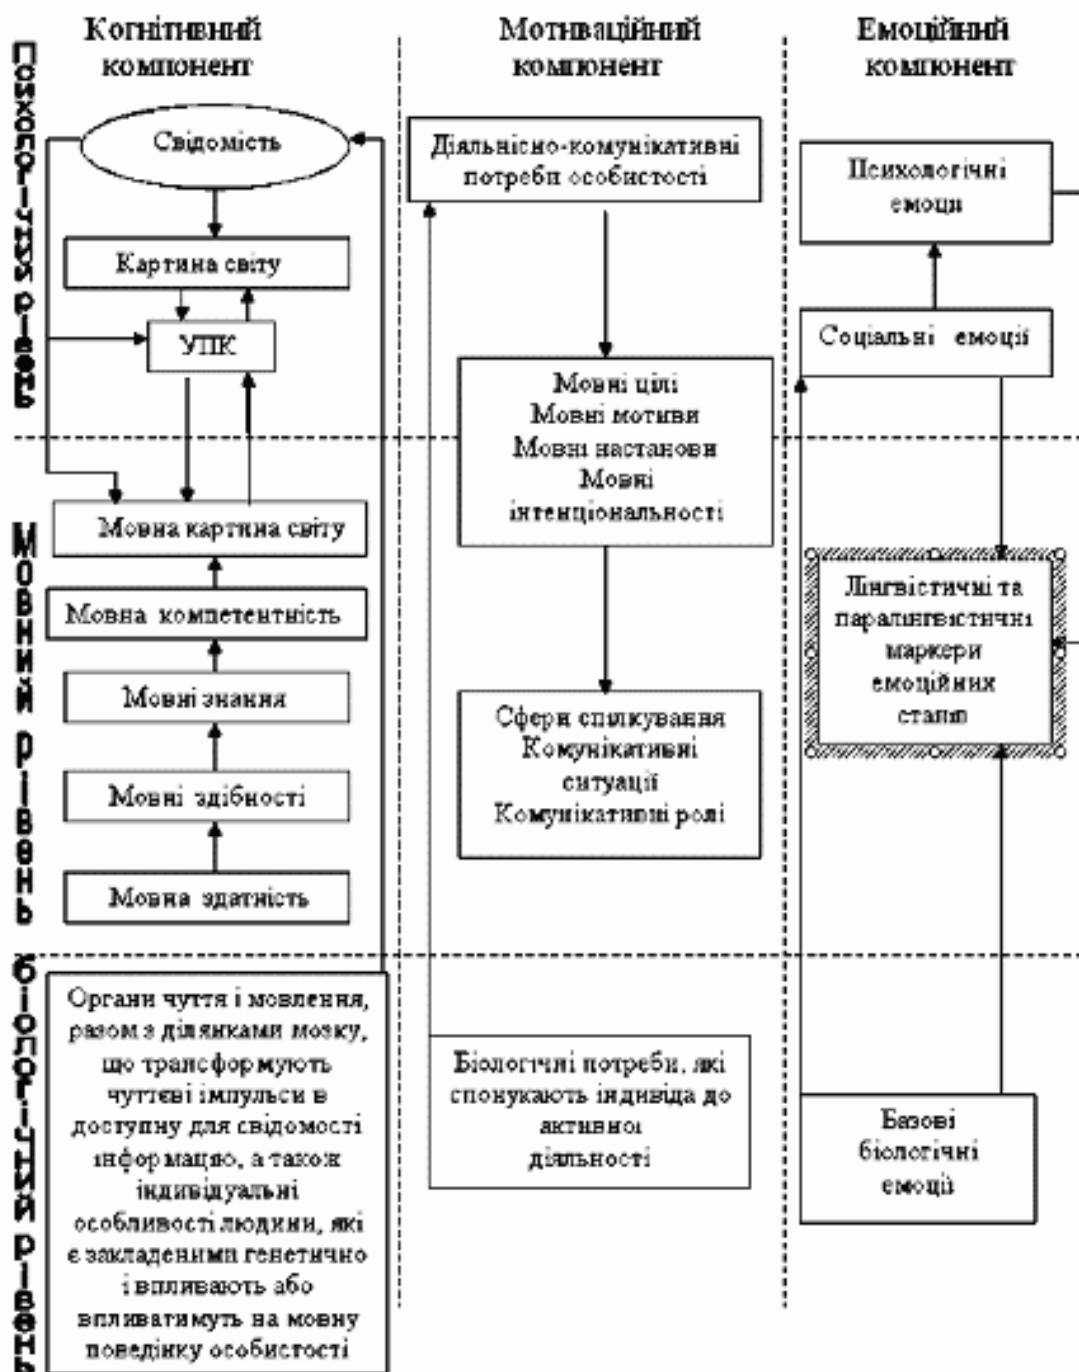 Когнітивний
компонент
Мотиваційний
компонент
Емоційний
компонент
Психологічний рівень
Свідомість
Картина світу
УПК
Діяльнісно-комунікативні
потреби особистості
Мовні цілі
Мовні мотиви
Мовні настанови
Мовні
інтенціональності
Психологічні
емоци
Соціальні емоції
Мовний рівень
Мовна картина світу
Мовна компетентність
Мовні знання
Мовні здібності
Мовна здатність
Сфери спілкування
Комунікативні
ситуації
Комунікативні ролі
Лінгвістичні та
паралінгвістичні
маркери
емоційних
станів
біологічний рівень
Органи чуття і мовлення,
разом з ділянками мозку,
що трансформують
чуттєві імпульси в
доступну для свідомості
інформацію, а також
індивідуальні
особливості людини, які
є закладеними генетично
і впливають або
впливатимуть на мовну
поведінку особистості
Біологічні потреби, які
спонукають індивіда до
активної
діяльності
Базові
біологічні
емоції